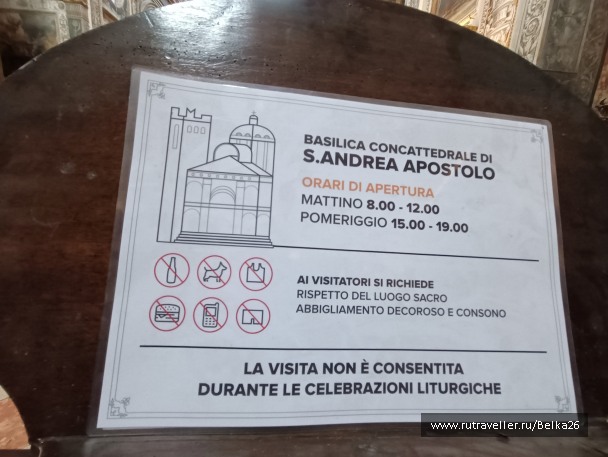 BASILICA CONCATTEDRALE DI
S.ANDREA APOSTOLO
ORARI DI APERTURA
MATTINO 8.00 - 12.00
POMERIGGIO 15.00 - 19.00
AI VISITATORI SI RICHIEDE
RISPETTO DEL LUOGO SACRO
ABBIGLIAMENTO DECOROSO E CONSONO
LA VISITA NON È CONSENTITA
DURANTE LE CELEBRAZIONI LITURGICHE
www.rutraveller.ru/Belka26